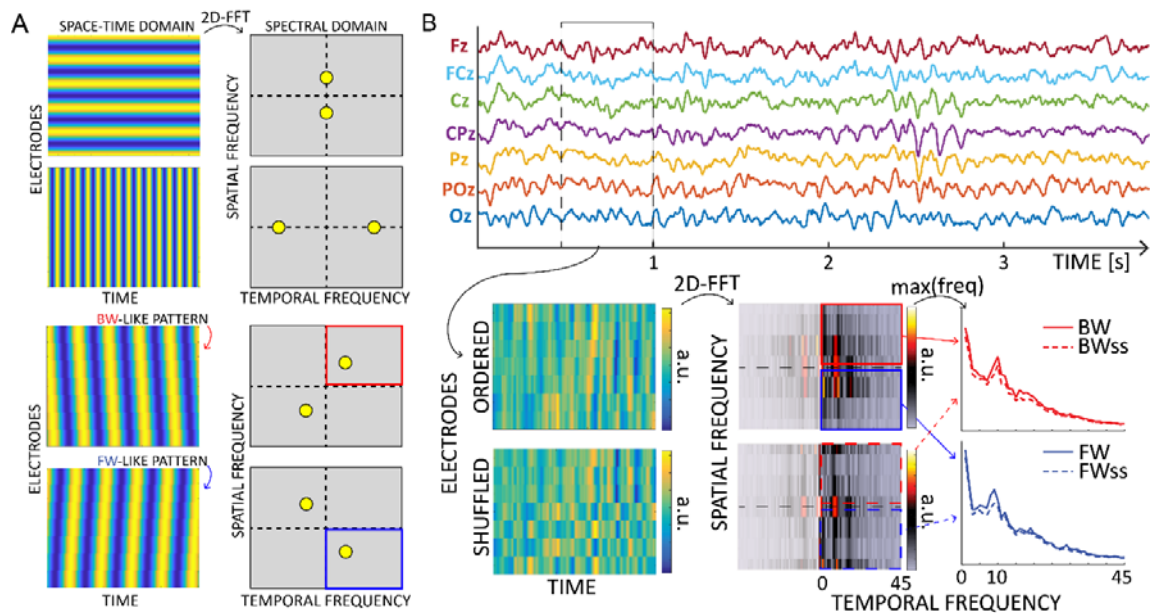 A
SPACE-TIME DOMAIN
2D-FFT
SPECTRAL DOMAIN
ELECTRODES
SPATIAL FREQUENCY
TIME
TEMPORAL FREQUENCY
BW-LIKE PATTERN
ELECTRODES
SPATIAL FREQUENCY
FW-LIKE PATTERN
TIME
TEMPORAL FREQUENCY
B
Fz
FCz
Cz
CPz
Pz
POz
Oz
1
2
3
TIME [s]
2D-FFT
max(freq)
ELECTRODES
ORDERED
SHUFFLED
a.u.
a.u.
TIME
SPATIAL FREQUENCY
a.u.
a.u.
0
45
BW
BWss
FW
FWss
0
10
45
TEMPORAL FREQUENCY